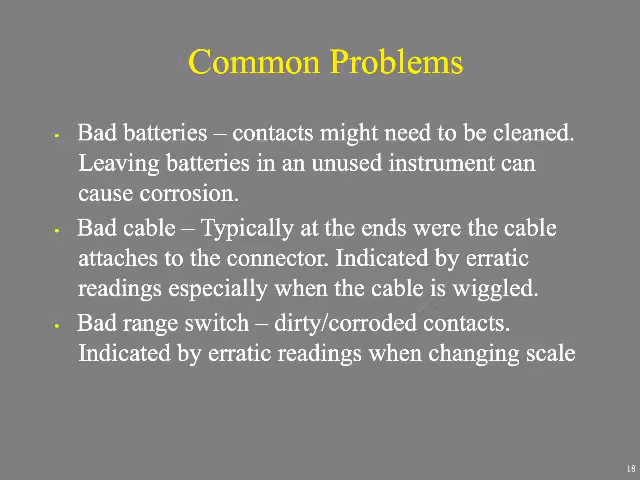 Common Problems
• Bad batteries – contacts might need to be cleaned.
Leaving batteries in an unused instrument can
cause corrosion.
• Bad cable – Typically at the ends were the cable
attaches to the connector. Indicated by erratic
readings especially when the cable is wiggled.
• Bad range switch – dirty/corroded contacts.
Indicated by erratic readings when changing scale
18